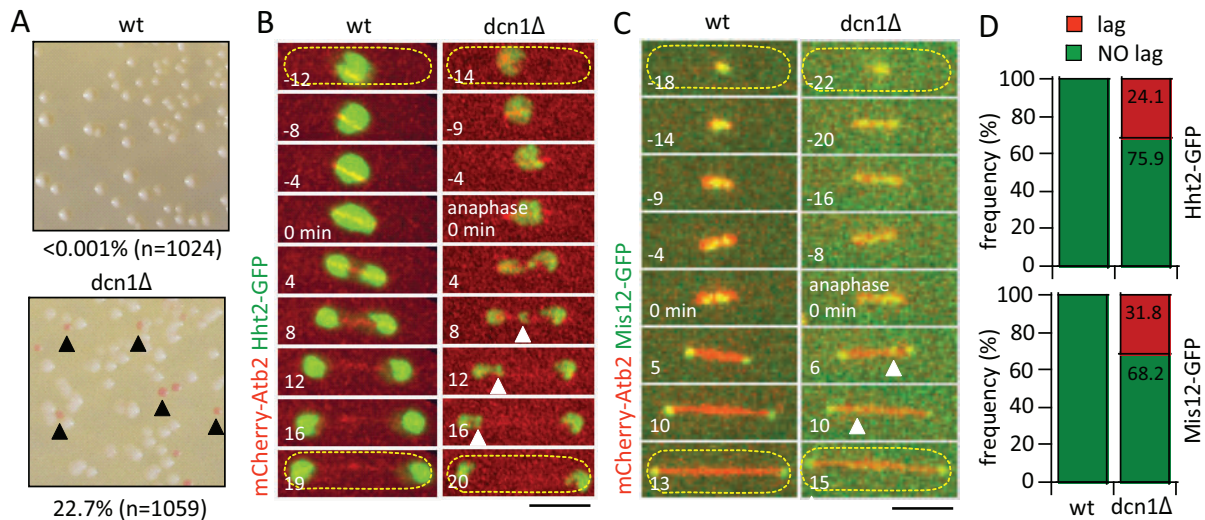 A
wt
<0.001% (n=1024)
dcn1Δ
22.7% (n=1059)
B
wt
dcn1Δ
mCherry-Atb2 Hht2-GFP
-12
-14
-8
-9
-4
-4
0 min
anaphase
0 min
4
4
8
8
12
12
16
16
19
20
C
wt
dcn1Δ
mCherry-Atb2 Mis12-GFP
-18
-22
-14
-20
-9
-16
-4
-8
0 min
anaphase
0 min
5
6
10
10
13
15
D
lag
NO lag
frequency (%)
100
80
60
40
20
0
24.1
75.9
Hht2-GFP
frequency (%)
100
80
60
40
20
0
31.8
68.2
Mis12-GFP
wt
dcn1Δ